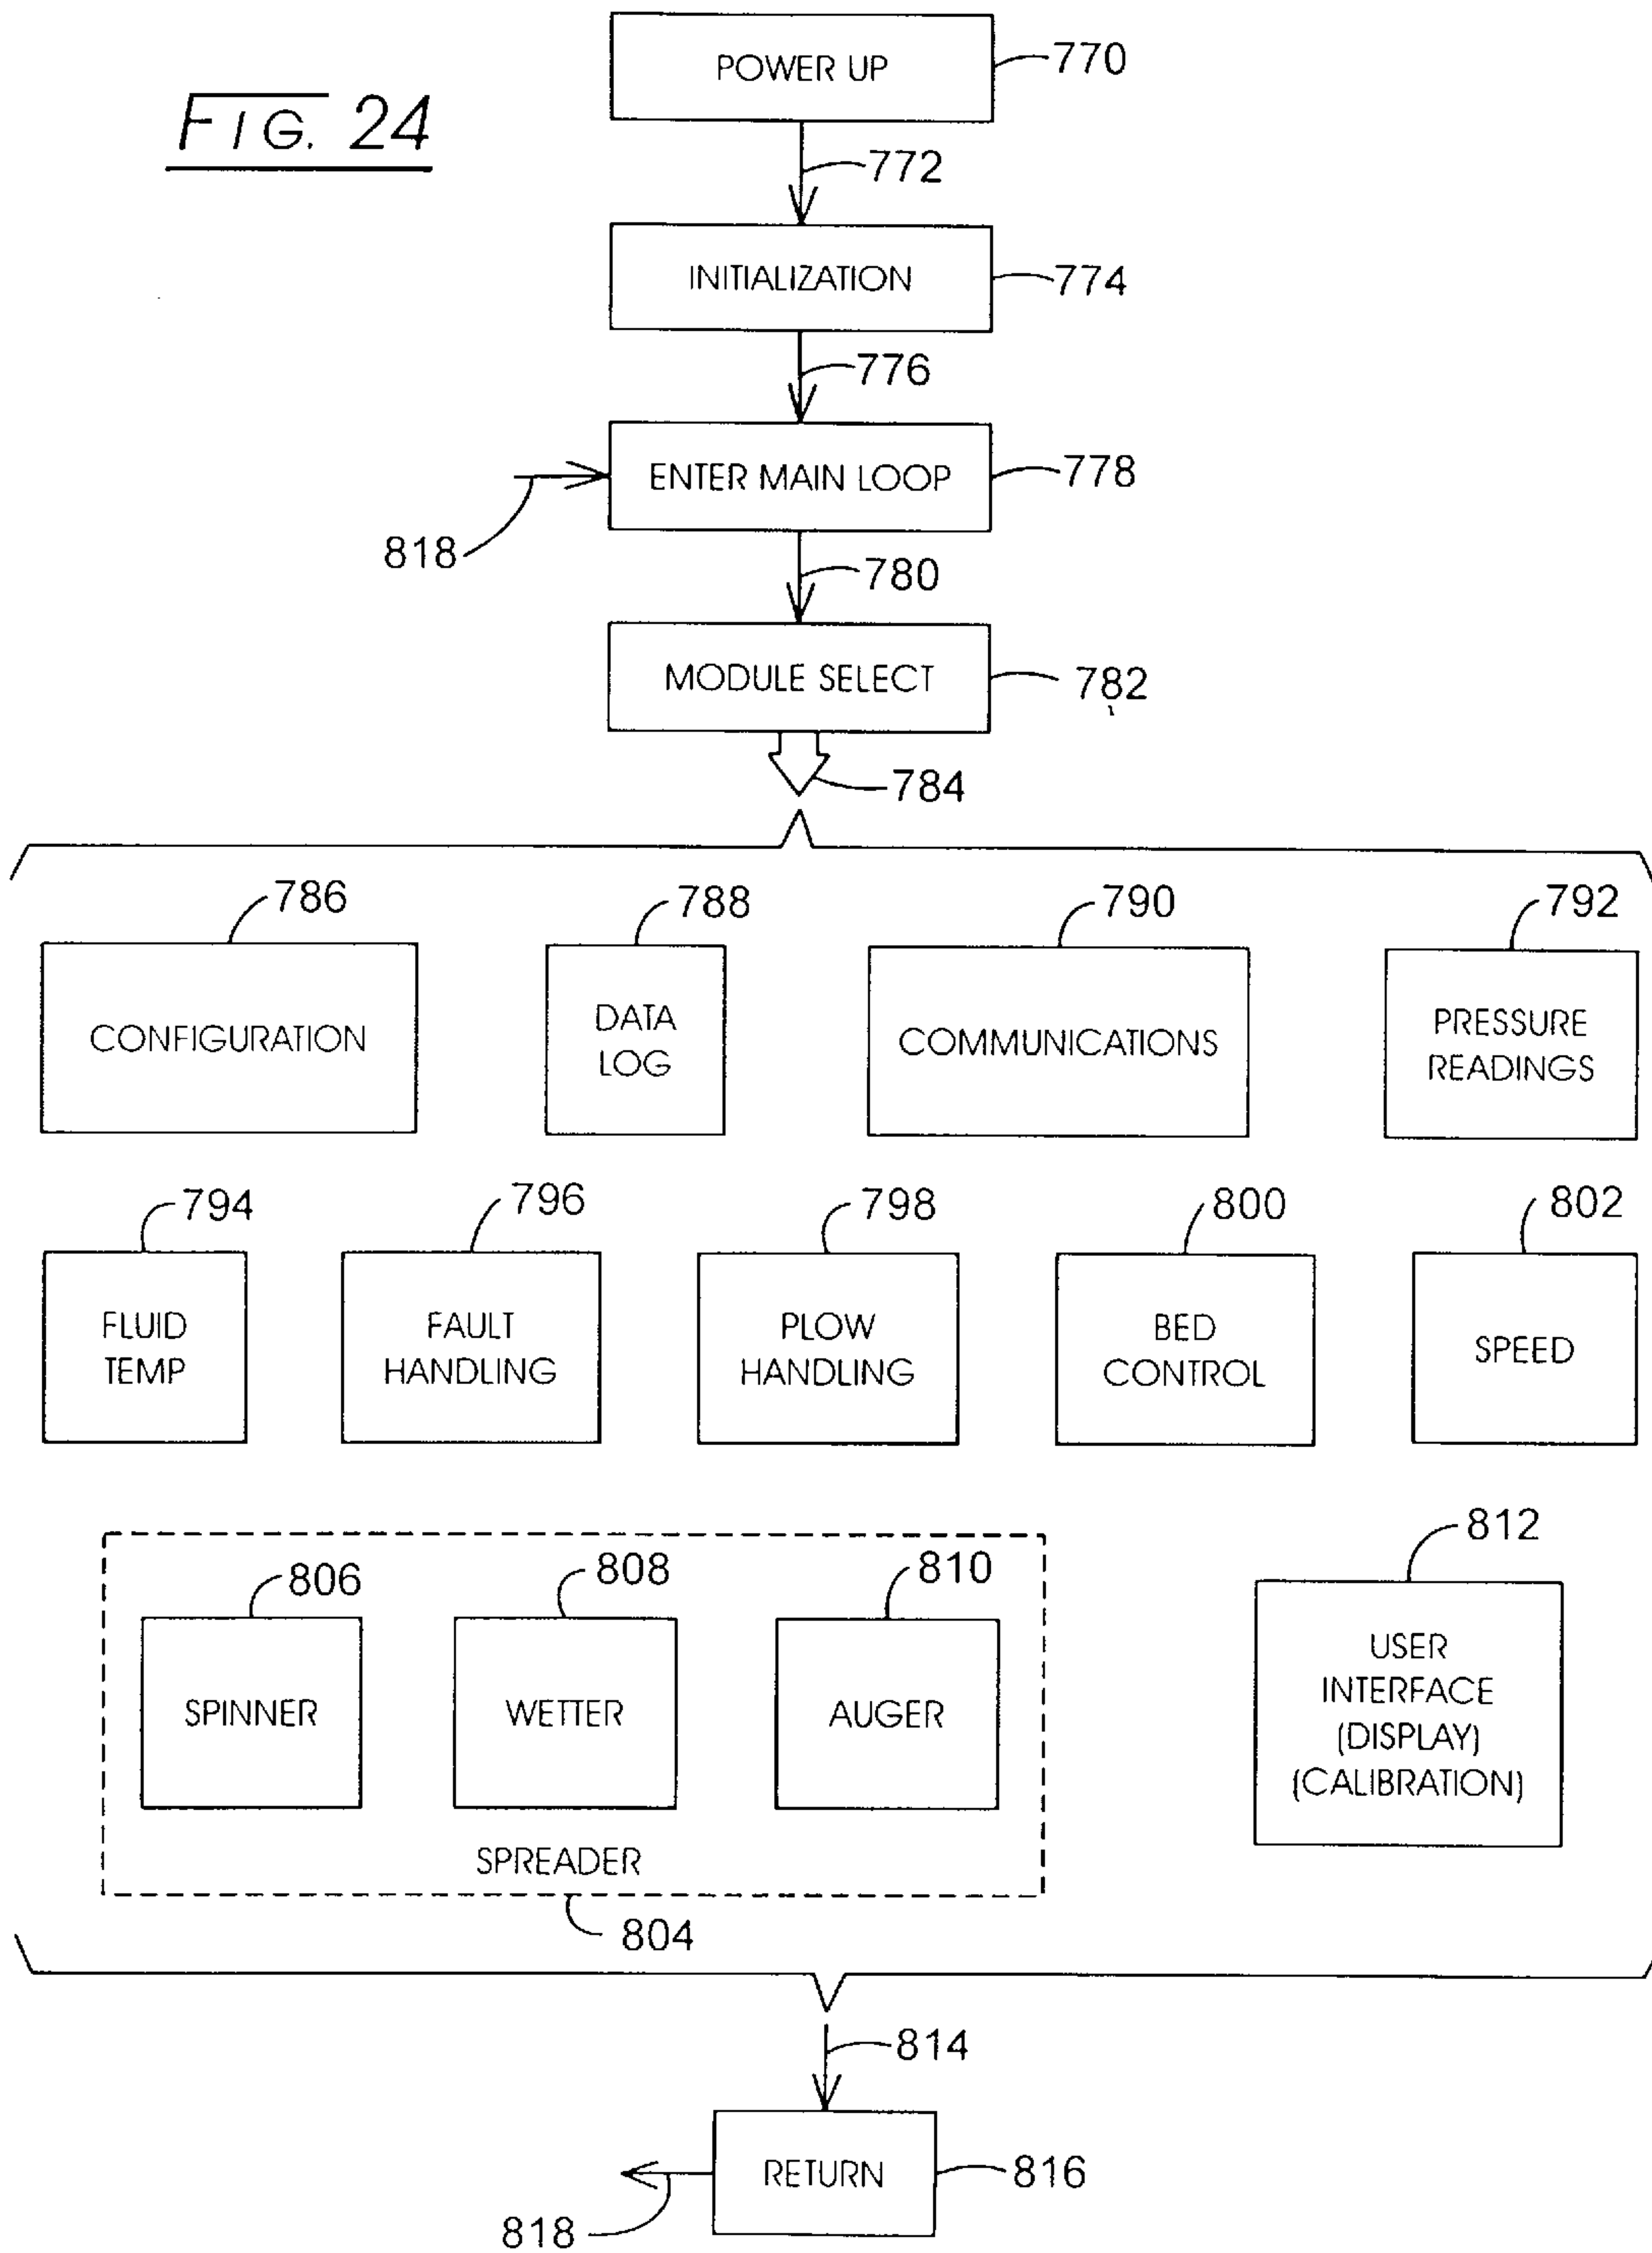 FIG. 24
POWER UP
770
772
INITIALIZATION
774
776
ENTER MAIN LOOP
778
818
780
MODULE SELECT
782
784
786
788
790
792
CONFIGURATION
DATA
LOG
COMMUNICATIONS
PRESSURE
READINGS
794
796
798
800
802
FLUID
TEMP
FAULT
HANDLING
PLOW
HANDLING
BED
CONTROL
SPEED
806
808
810
812
SPINNER
WETTER
AUGER
USER
INTERFACE
(DISPLAY)
(CALIBRATION)
SPREADER
804
814
RETURN
816
818